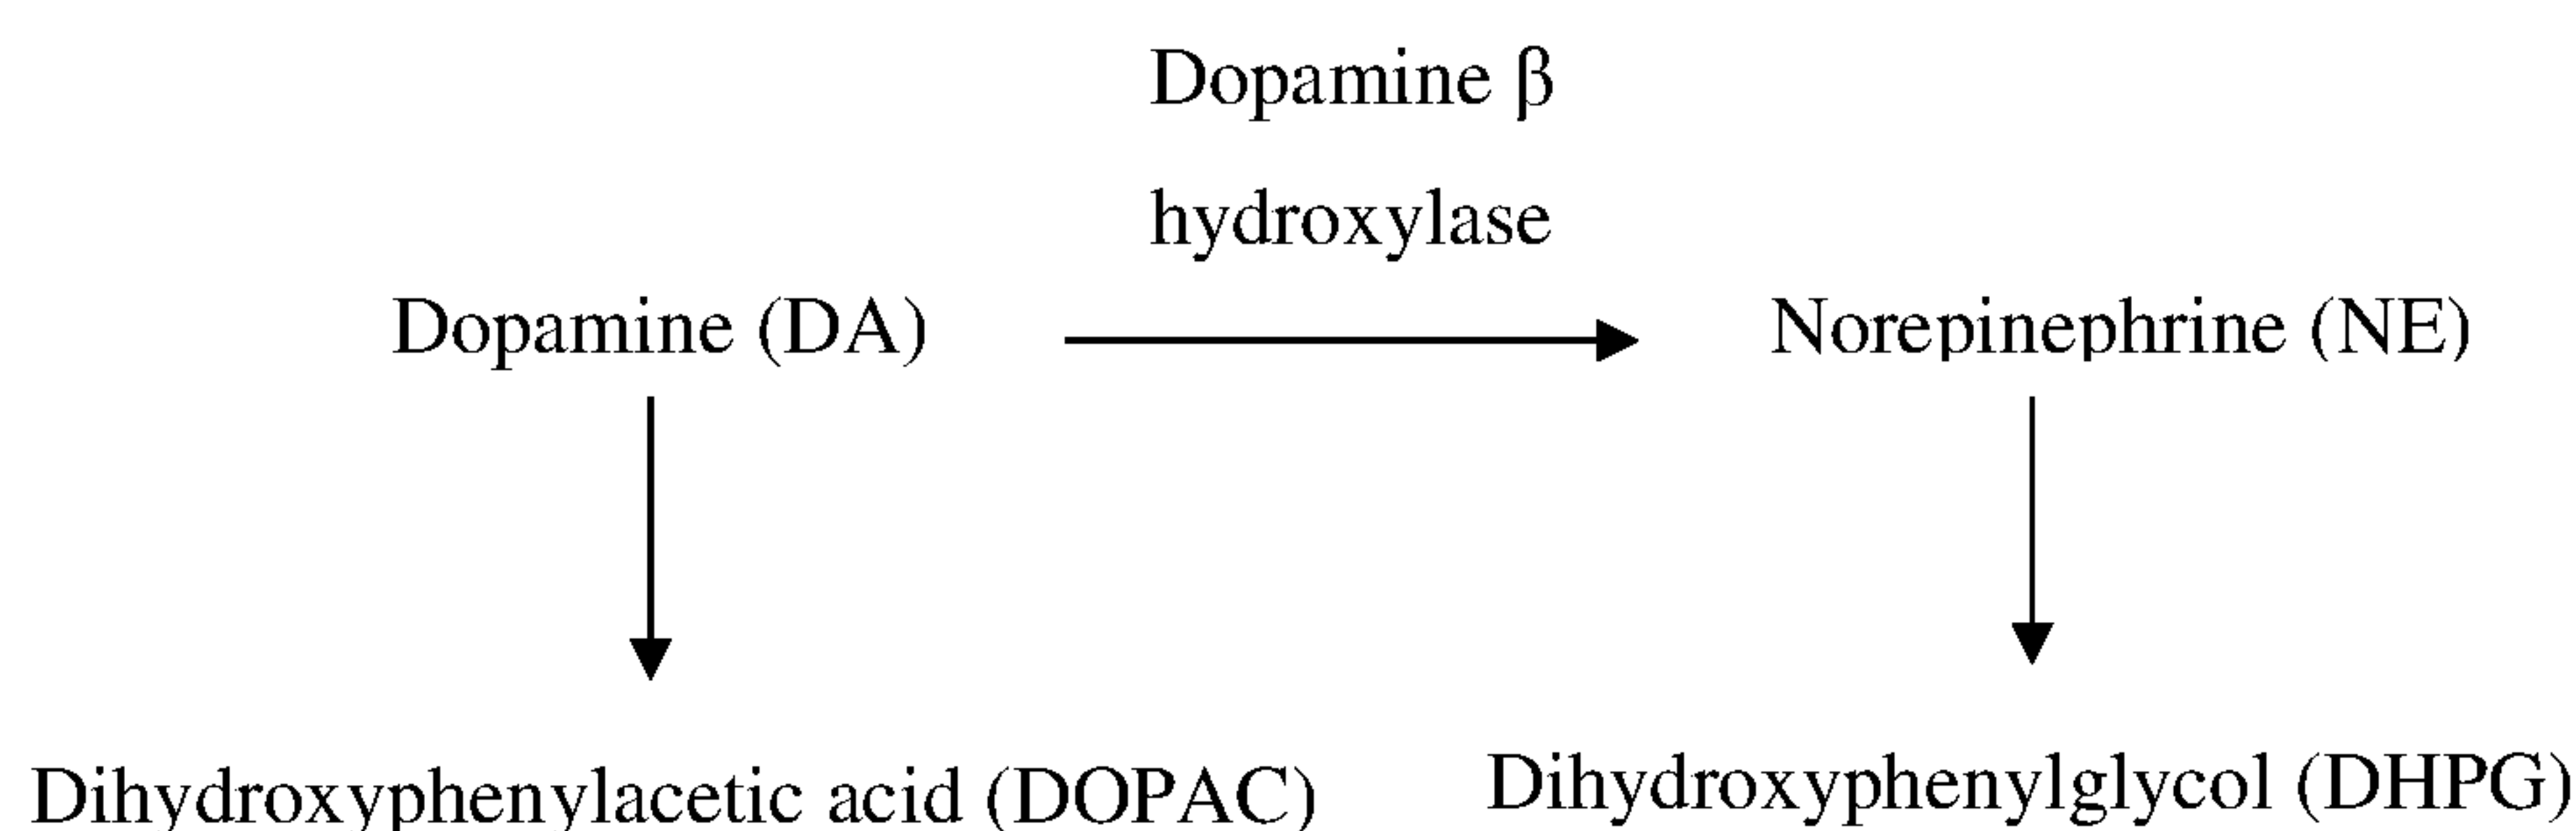 Dopamine β
hydroxylase
Dopamine (DA)
Norepinephrine (NE)
Dihydroxyphenylacetic acid (DOPAC)
Dihydroxyphenylglycol (DHPG)